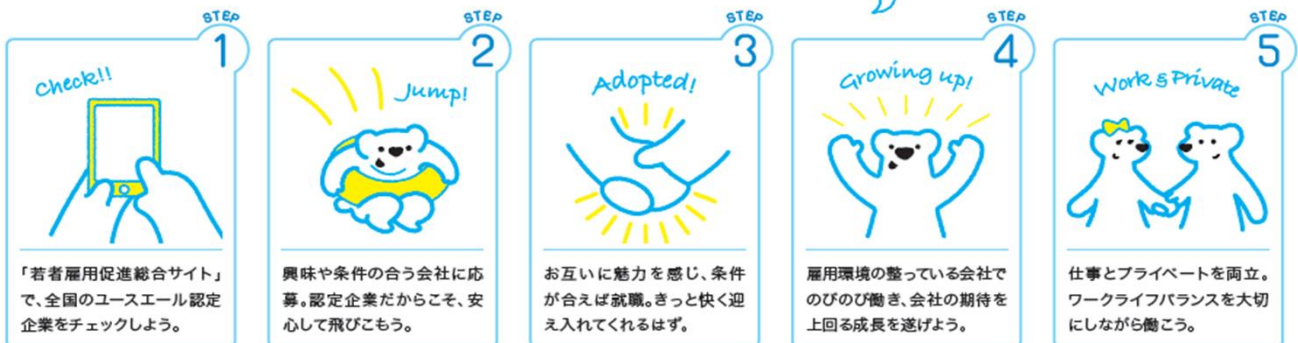 STEP
1
Check!!
「若者雇用促進総合サイト」
で、全国のユースエール認定
企業をチェックしよう。
STEP
2
Jump!
興味や条件の合う会社に応
募。認定企業だからこそ、安
心して飛びこもう。
STEP
3
Adopted!
お互いに魅力を感じ、条件
が合えば就職。きっと快く迎
え入れてくれるはず。
STEP
4
Growing up!
雇用環境の整っている会社で
のびのび働き、会社の期待を
上回る成長を遂げよう。
STEP
5
Work & Private
仕事とプライベートを両立。
ワークライフバランスを大切
にしながら働こう。